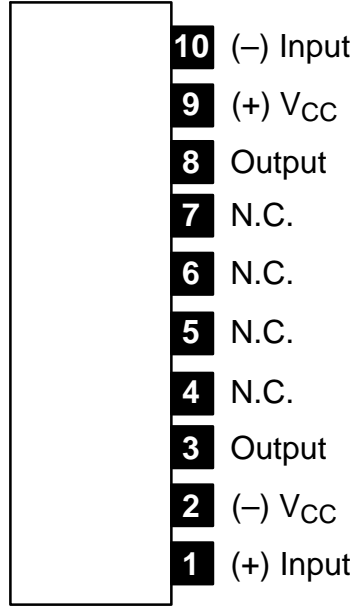 10 (–) Input
9 (+) VCC
8 Output
7 N.C.
6 N.C.
5 N.C.
4 N.C.
3 Output
2 (–) VCC
1 (+) Input